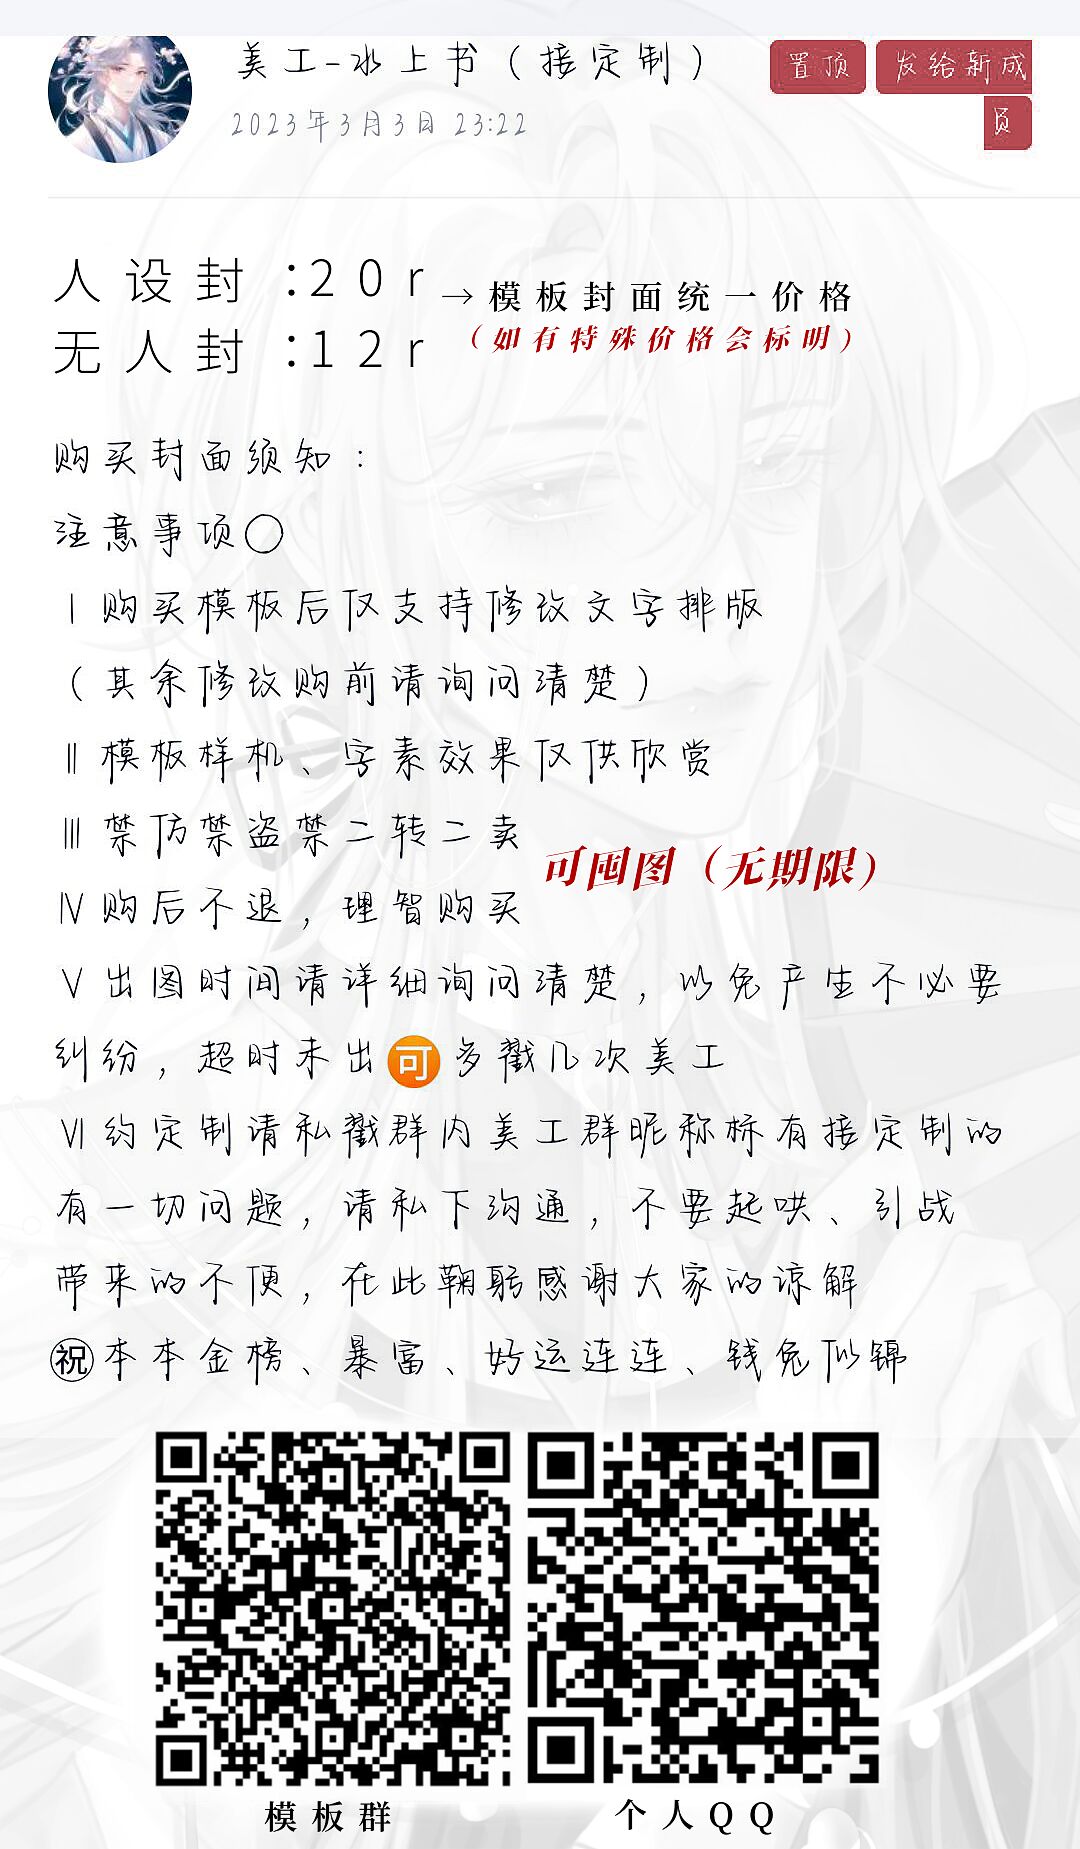 美工-水上书（接定制）
置顶 发给新成员
2023年3月3日 23:22
人设封:20r
→模板封面统一价格
（如有特殊价格会标明）
无人封:12r
购买封面须知：
注意事项〇
Ⅰ购买模板后仅支持修改文字排版
（其余修改购前请询问清楚）
Ⅱ模板样机、字素效果仅供欣赏
Ⅲ禁仿禁盗禁二转二卖
可囤图（无期限）
Ⅳ购后不退，理智购买
Ⅴ出图时间请详细询问清楚，以免产生不必要
纠纷，超时未出🉑多戳几次美工
Ⅵ约定制请私戳群内美工群昵称标有接定制的
有一切问题，请私下沟通，不要起哄、引战
带来的不便，在此鞠躬感谢大家的谅解
㊗本本金榜、暴富、好运连连、钱兔似锦
模板群
个人QQ